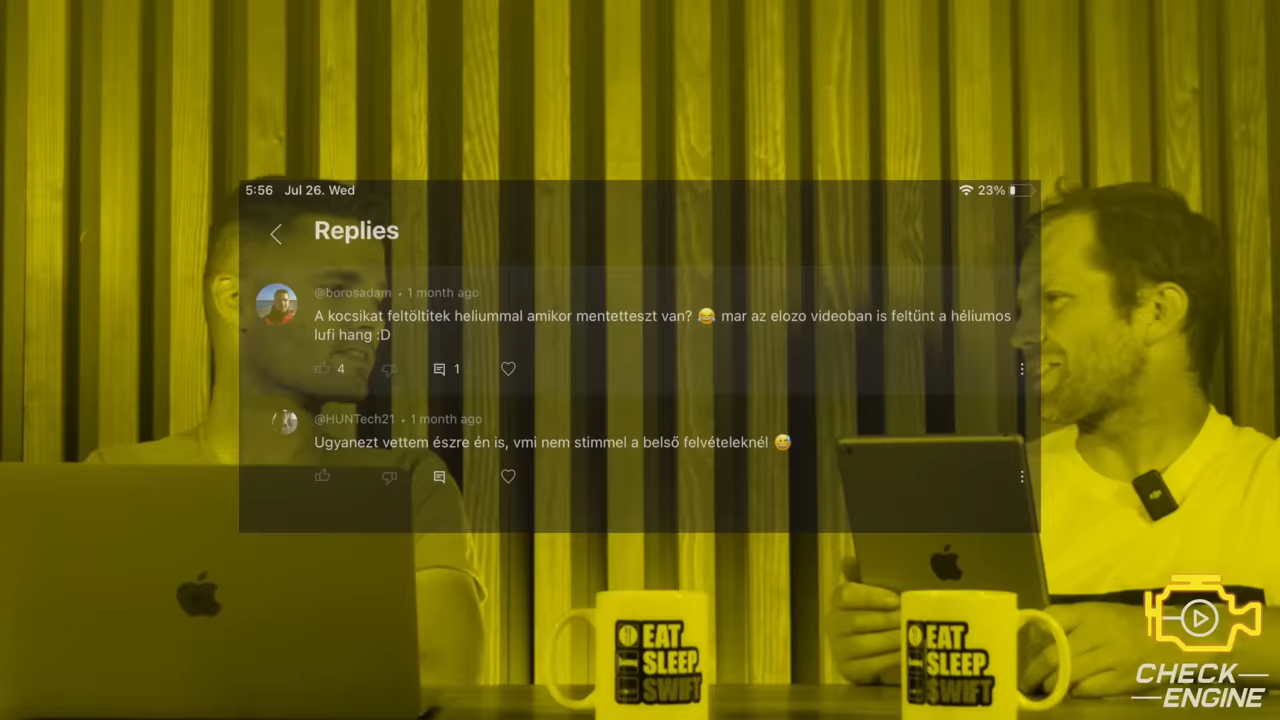 5:56 Jul 26. Wed
23%
Replies
@borosadam • 1 month ago
A kocsikat feltöltitek heliummal amikor mentetteszt van? 😂 mar az elozo videoban is feltűnt a héliumos
lufi hang :D
4
1
@HUNTech21 • 1 month ago
Ugyanezt vettem észre én is, vmi nem stimmel a belső felvételeknél 😅
EAT
SLEEP
SWIFT
EAT
SLEEP
SWIFT
CHECK
ENGINE